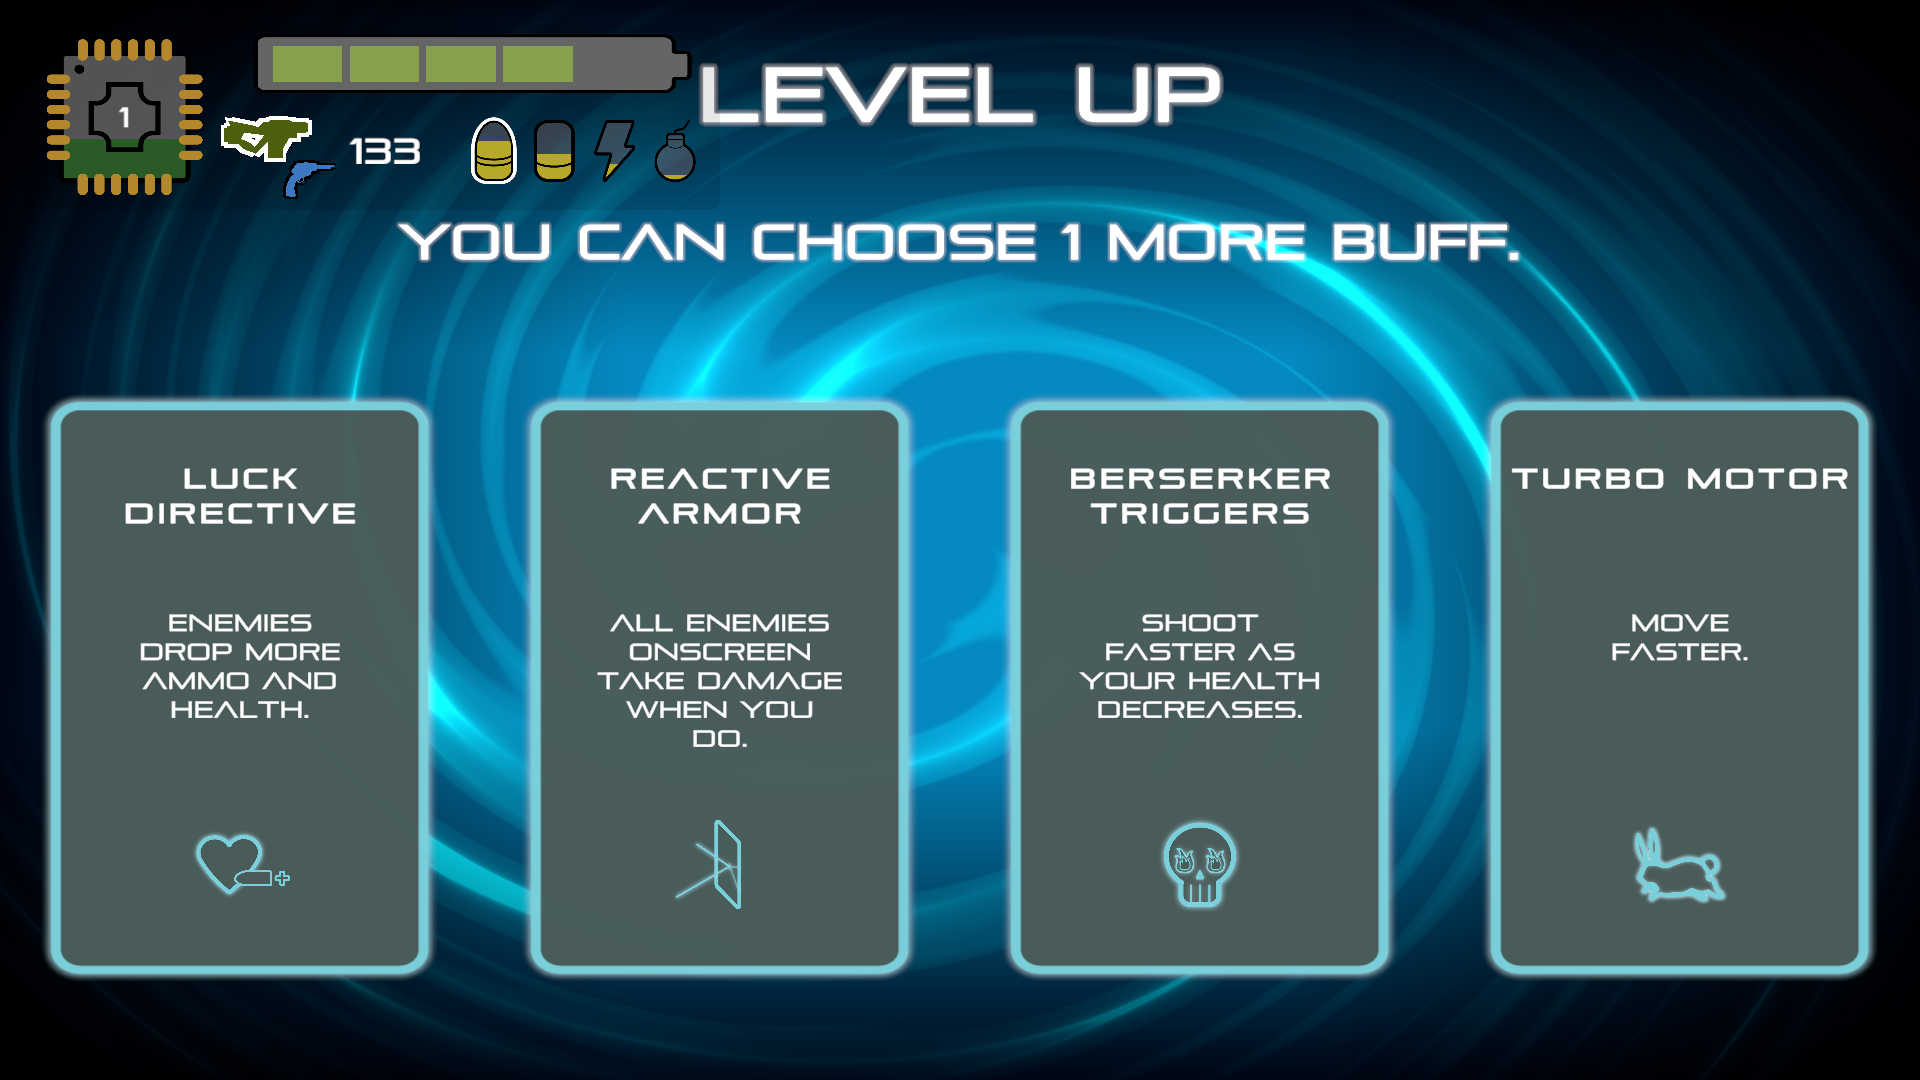 1
133
LEVEL UP
YOU CAN CHOOSE 1 MORE BUFF.
LUCK
DIRECTIVE
ENEMIES
DROP MORE
AMMO AND
HEALTH.
REACTIVE
ARMOR
ALL ENEMIES
ONSCREEN
TAKE DAMAGE
WHEN YOU
DO.
BERSERKER
TRIGGERS
SHOOT
FASTER AS
YOUR HEALTH
DECREASES.
TURBO MOTOR
MOVE
FASTER.